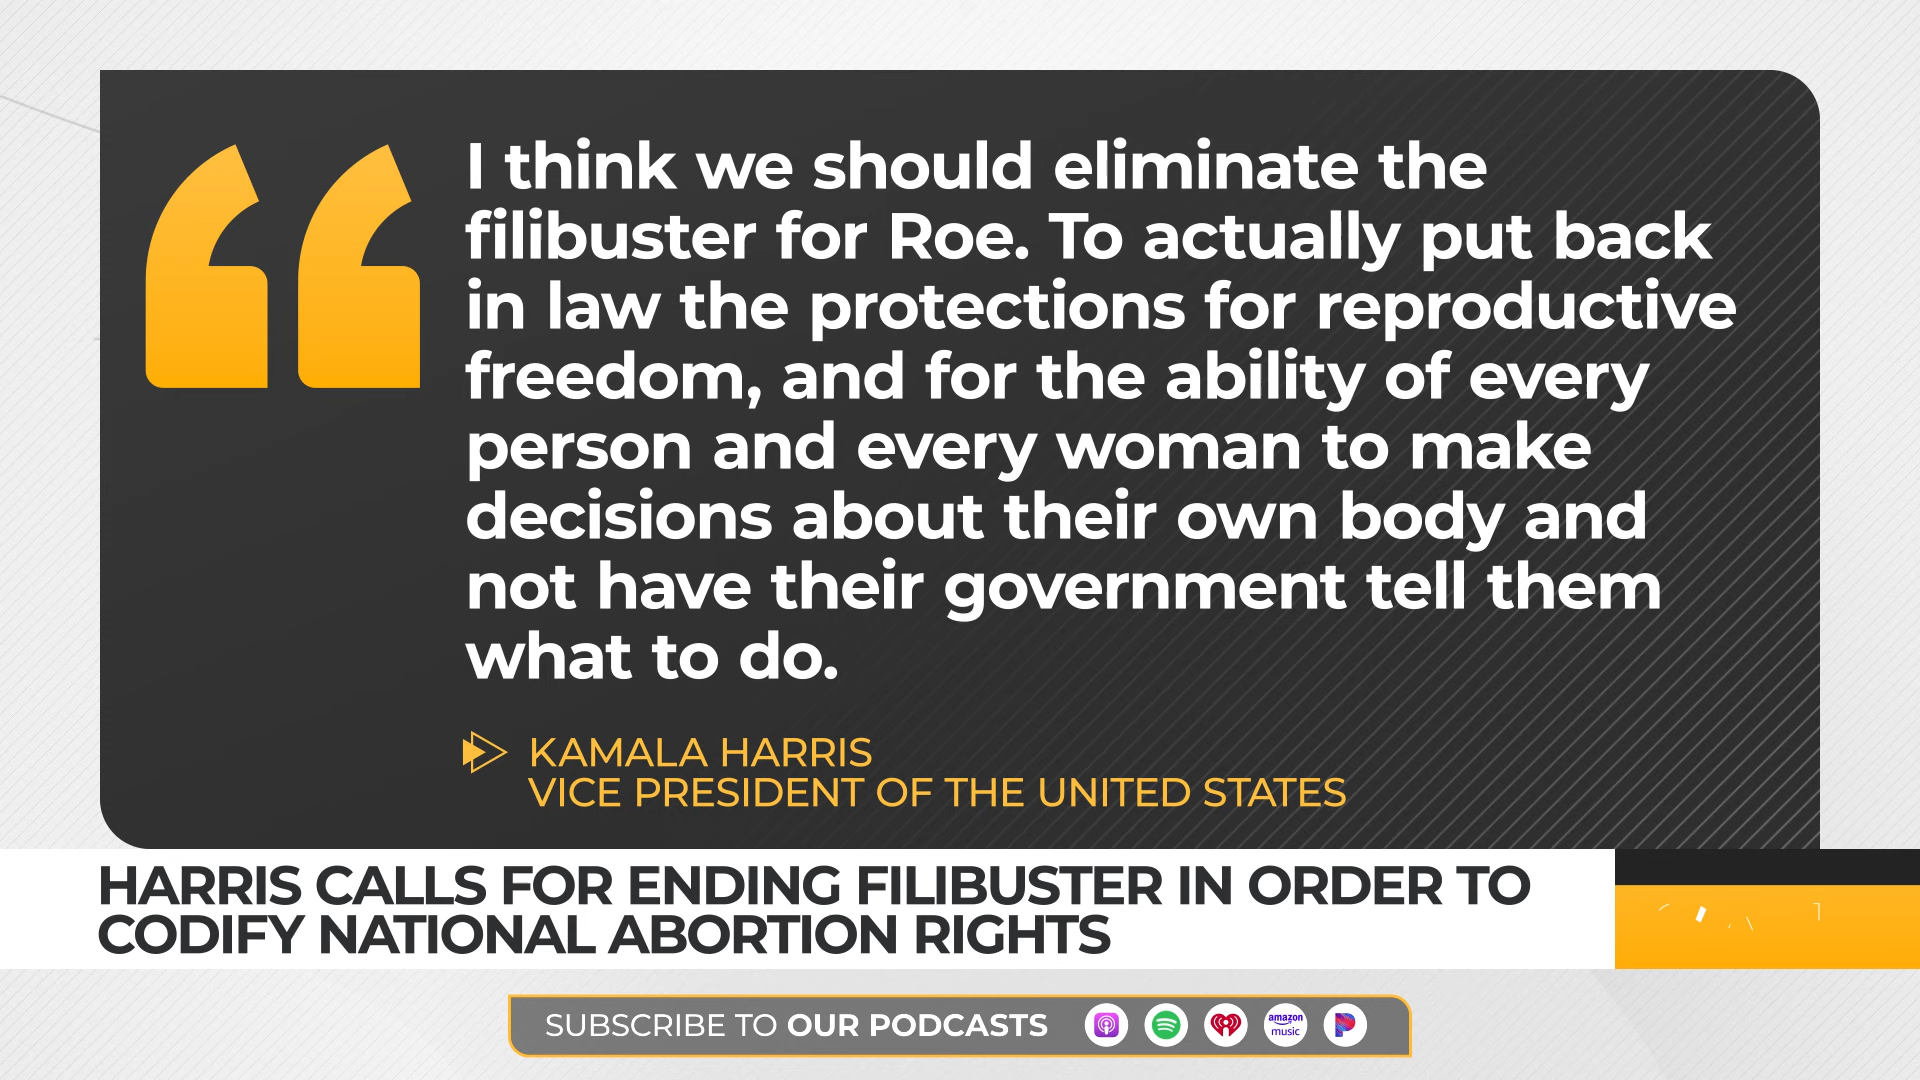 I think we should eliminate the
filibuster for Roe. To actually put back
in law the protections for reproductive
freedom, and for the ability of every
person and every woman to make
decisions about their own body and
not have their government tell them
what to do.
KAMALA HARRIS
VICE PRESIDENT OF THE UNITED STATES
HARRIS CALLS FOR ENDING FILIBUSTER IN ORDER TO
CODIFY NATIONAL ABORTION RIGHTS
SUBSCRIBE TO OUR PODCASTS
amazon
music